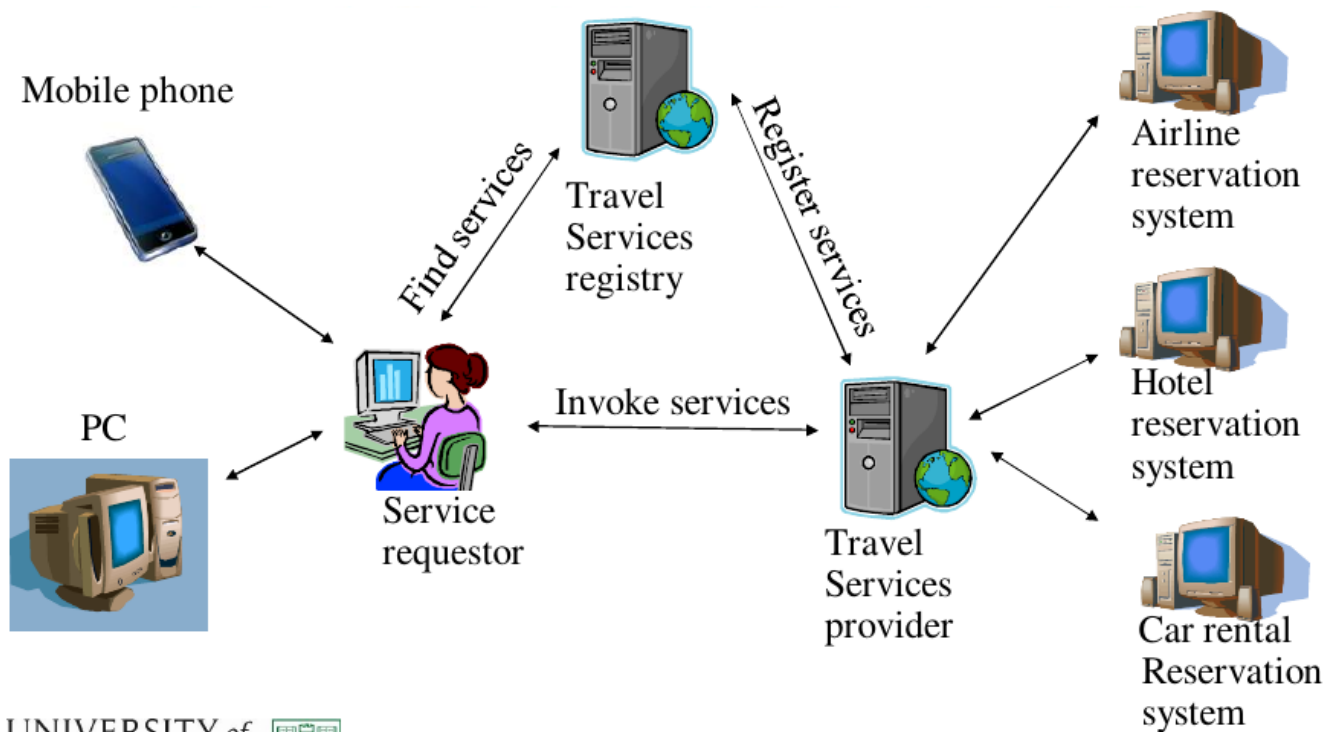 Mobile phone
Travel
Services
registry
Find services
Register services
Airline
reservation
system
PC
Service
requestor
Invoke services
Hotel
reservation
system
Travel
Services
provider
Car rental
Reservation
system
UNIVERSITY of